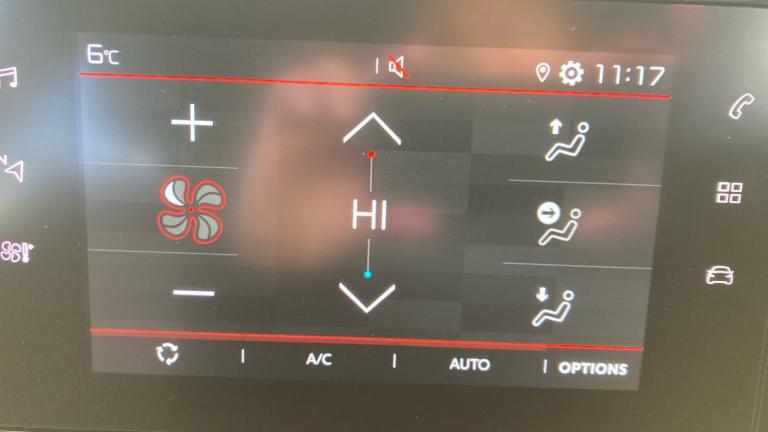 6°C
11:17
HI
A/C
AUTO
OPTIONS